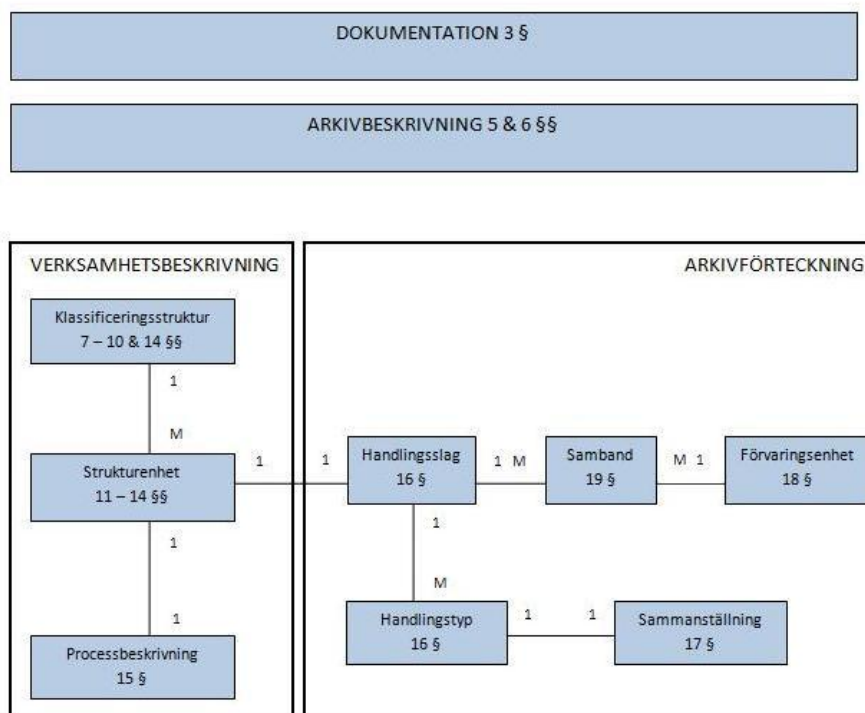 DOKUMENTATION 3 §
ARKIVBESKRIVNING 5 & 6 §§
VERKSAMHETSBESKRIVNING
ARKIVFÖRTECKNING
Klassificeringsstruktur
7 – 10 & 14 §§
1
M
Strukturenhet
11 – 14 §§
1
1
Handlingsslag
16 §
1 M
Samband
19 §
M 1
Förvaringsenhet
18 §
1
1
M
1
Processbeskrivning
15 §
Handlingstyp
16 §
1
1
Sammanställning
17 §